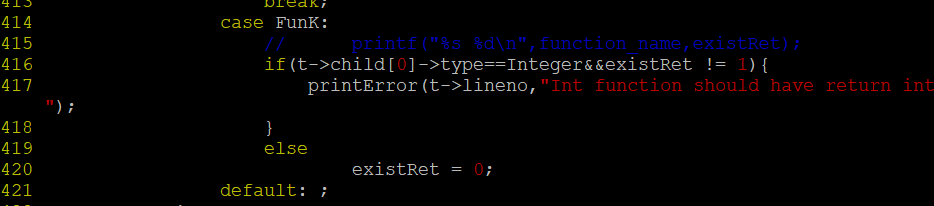 413 break;
414 case FunK:
415 // printf("%s %d\n",function_name,existRet);
416 if(t->child[0]->type==Integer&&existRet != 1){
417 printError(t->lineno,"Int function should have return int
");
418 }
419 else
420 existRet = 0;
421 default: ;